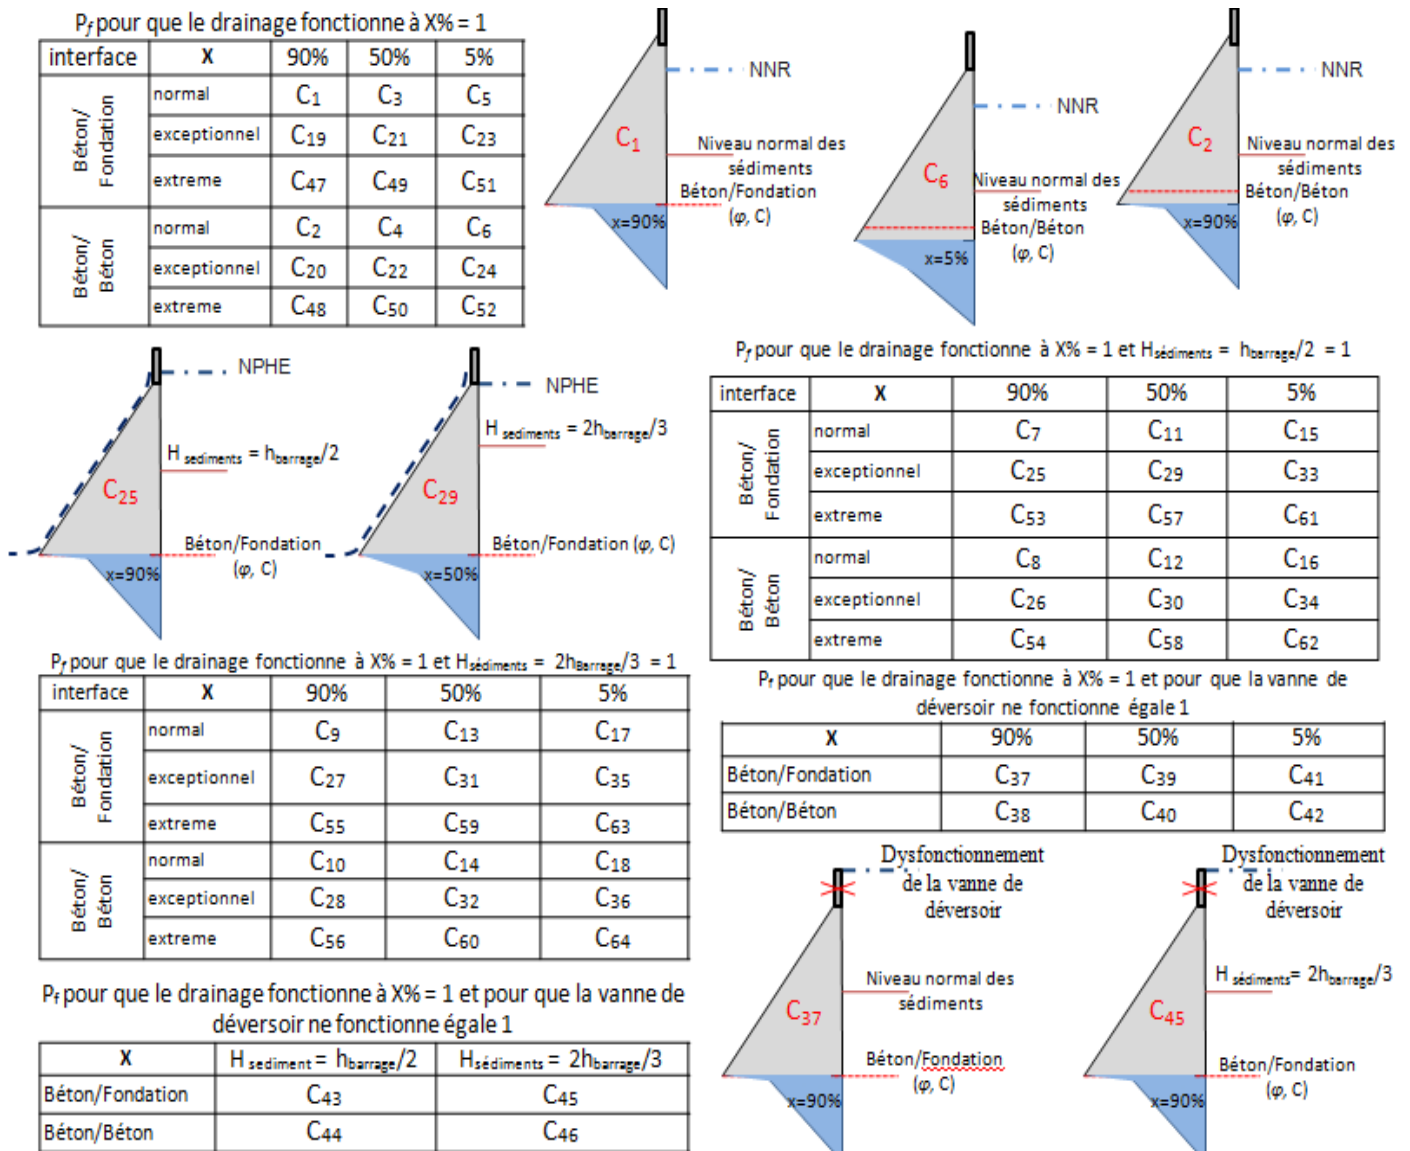 Pf pour que le drainage fonctionne à X% = 1
interface X 90% 50% 5%
Béton/ Fondation
normal C1 C3 C5
exceptionnel C19 C21 C23
extreme C47 C49 C51
Béton/ Béton
normal C2 C4 C6
exceptionnel C20 C22 C24
extreme C48 C50 C52
NNR
C1
Niveau normal des
sédiments
Béton/Fondation
(φ, C)
x=90%
NNR
C6
Niveau normal des
sédiments
Béton/Béton
(φ, C)
x=5%
NNR
C2
Niveau normal des
sédiments
Béton/Béton
(φ, C)
x=90%
NPHE
H sediments = hbarrage/2
C25
Béton/Fondation
(φ, C)
x=90%
NPHE
H sediments = 2hbarrage/3
C29
Béton/Fondation (φ, C)
x=50%
Pf pour que le drainage fonctionne à X% = 1 et Hsédiments = hbarrage/2 = 1
interface X 90% 50% 5%
Béton/ Fondation
normal C7 C11 C15
exceptionnel C25 C29 C33
extreme C53 C57 C61
Béton/ Béton
normal C8 C12 C16
exceptionnel C26 C30 C34
extreme C54 C58 C62
Pf pour que le drainage fonctionne à X% = 1 et Hsédiments = 2hBarrage/3 = 1
interface X 90% 50% 5%
Béton/ Fondation
normal C9 C13 C17
exceptionnel C27 C31 C35
extreme C55 C59 C63
Béton/ Béton
normal C10 C14 C18
exceptionnel C28 C32 C36
extreme C56 C60 C64
Pf pour que le drainage fonctionne à X% = 1 et pour que la vanne de
déversoir ne fonctionne égale 1
X 90% 50% 5%
Béton/Fondation C37 C39 C41
Béton/Béton C38 C40 C42
Pf pour que le drainage fonctionne à X% = 1 et pour que la vanne de
déversoir ne fonctionne égale 1
X H sediment = hbarrage/2 Hsédiments = 2hbarrage/3
Béton/Fondation C43 C45
Béton/Béton C44 C46
Dysfonctionnement
de la vanne de
déversoir
Niveau normal des
sédiments
C37
Béton/Fondation
(φ, C)
x=90%
Dysfonctionnement
de la vanne de
déversoir
H sédiments= 2hbarrage/3
C45
Béton/Fondation
(φ, C)
x=90%